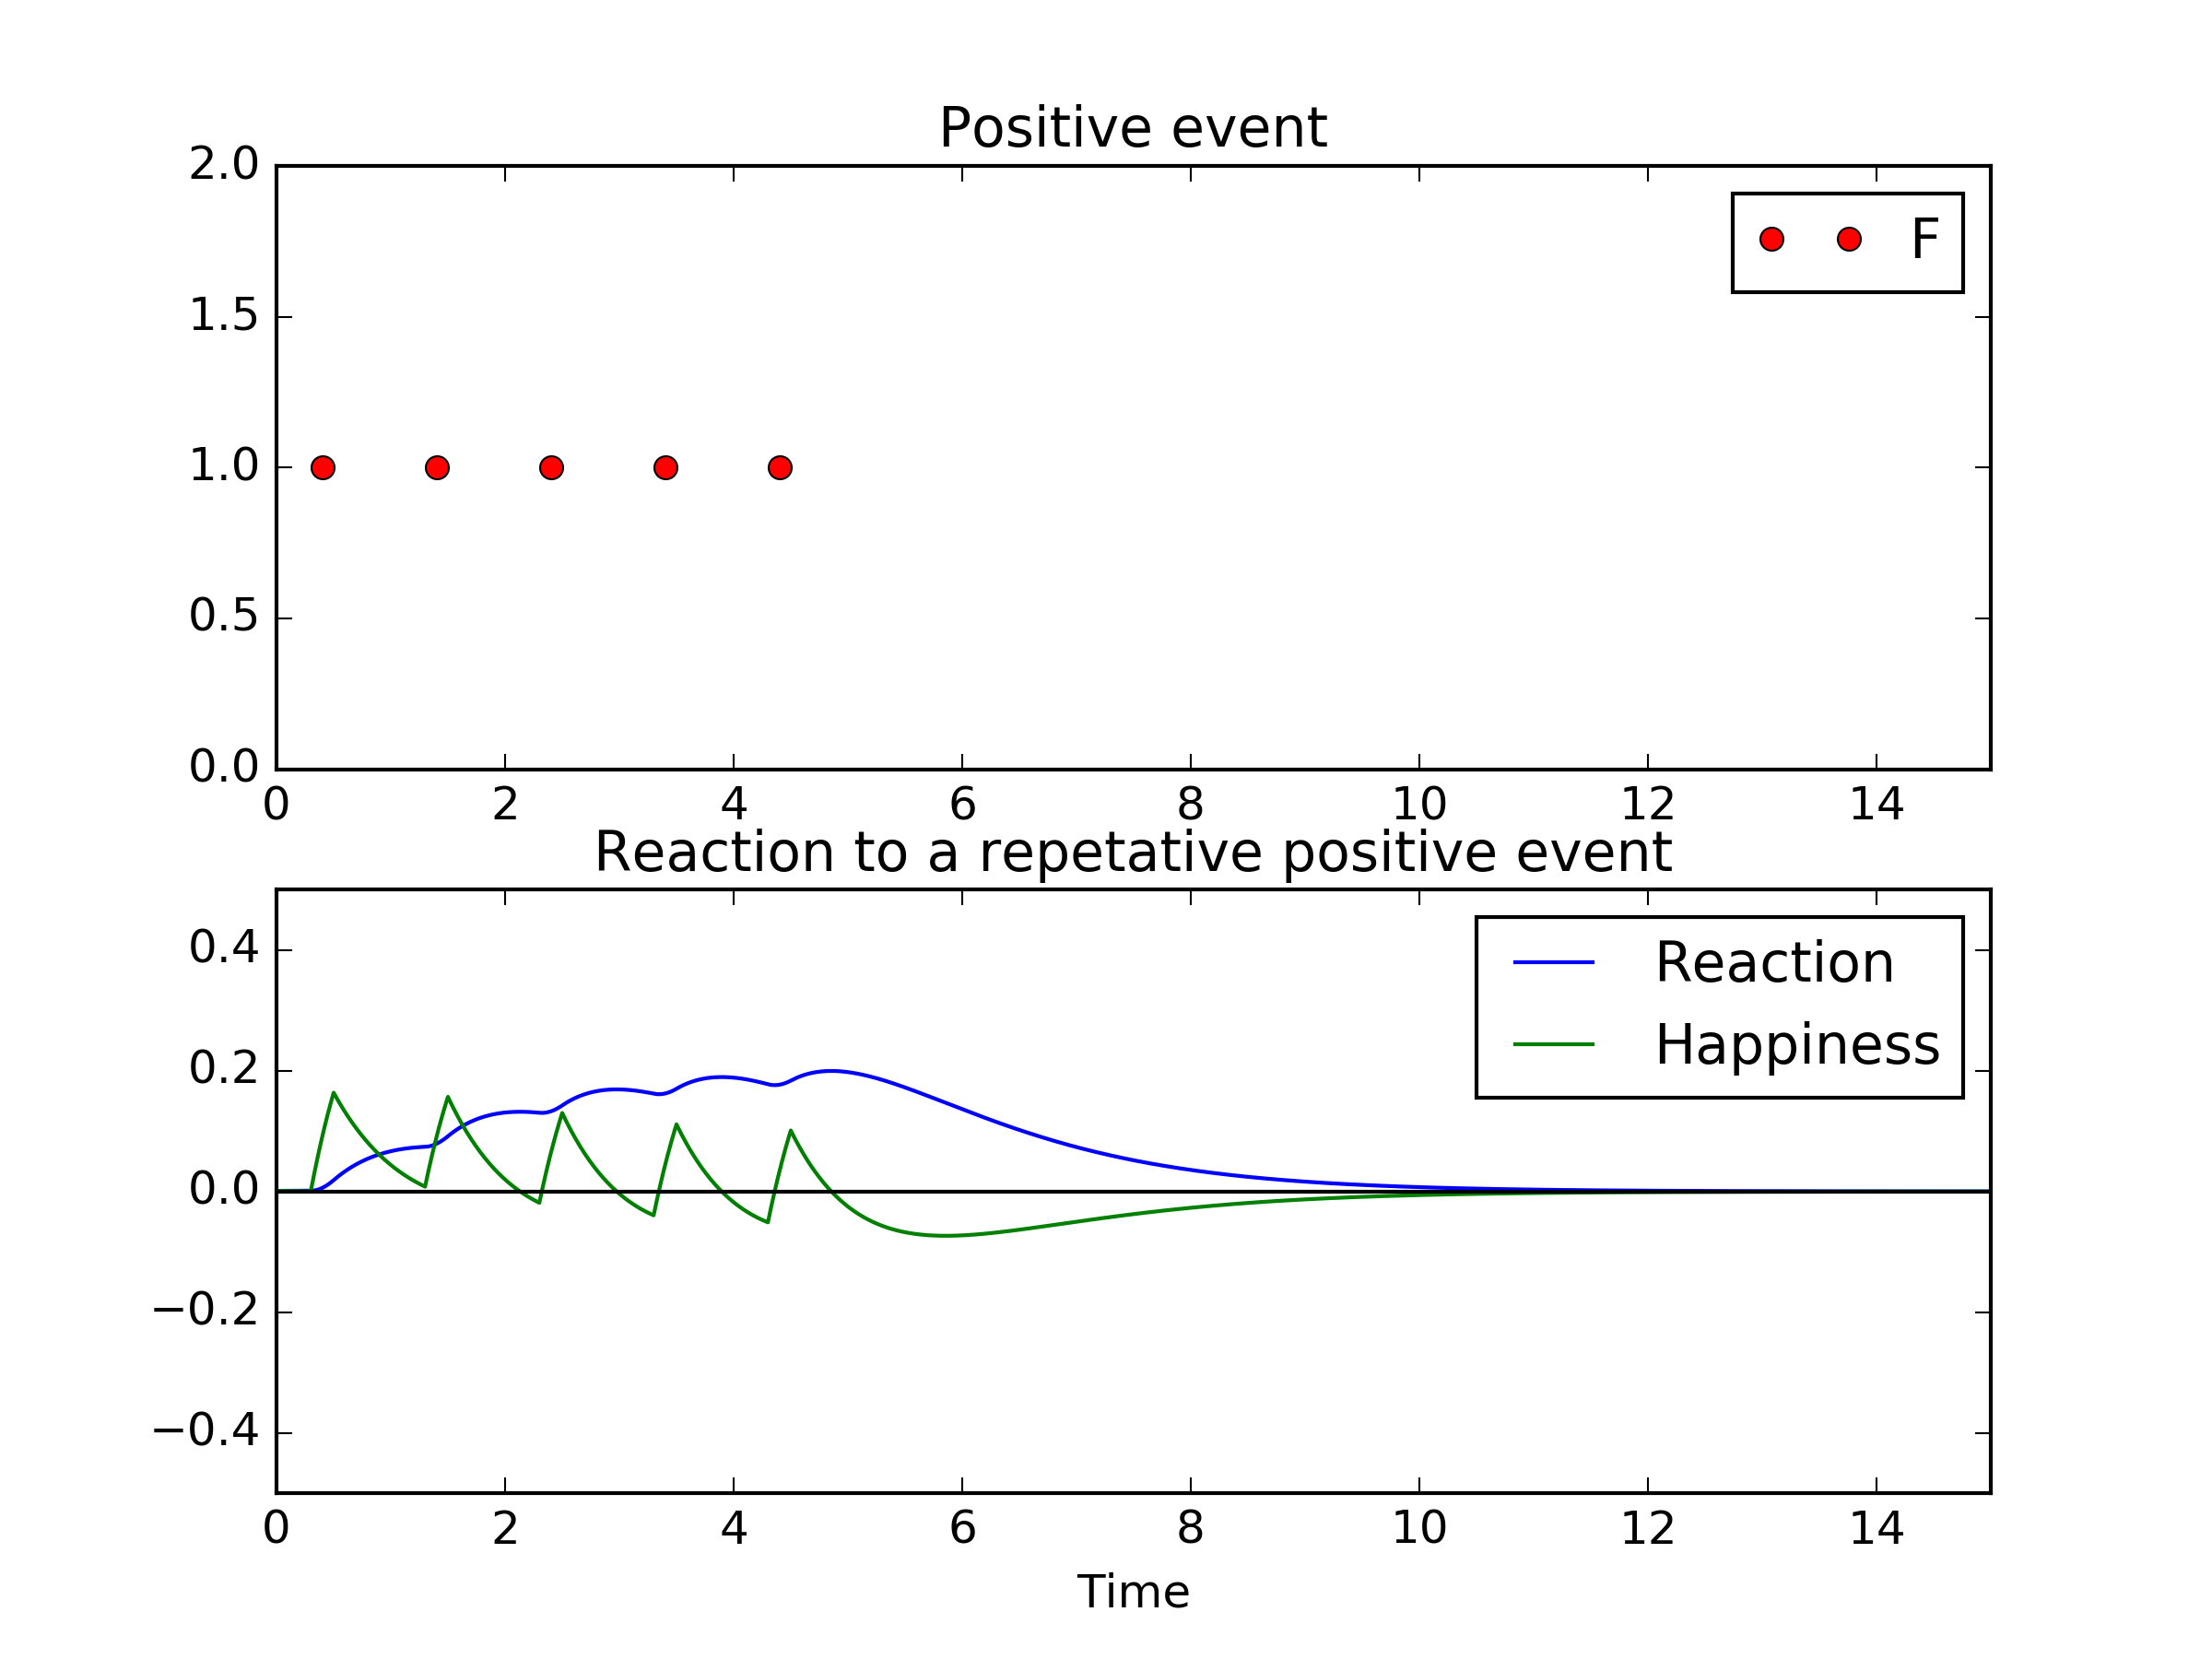 Positive event
2.0
1.5
1.0
0.5
0.0
F
0 2 4 6 8 10 12 14
Reaction to a repetative positive event
0.4
0.2
0.0
−0.2
−0.4
Reaction
Happiness
0 2 4 6 8 10 12 14
Time